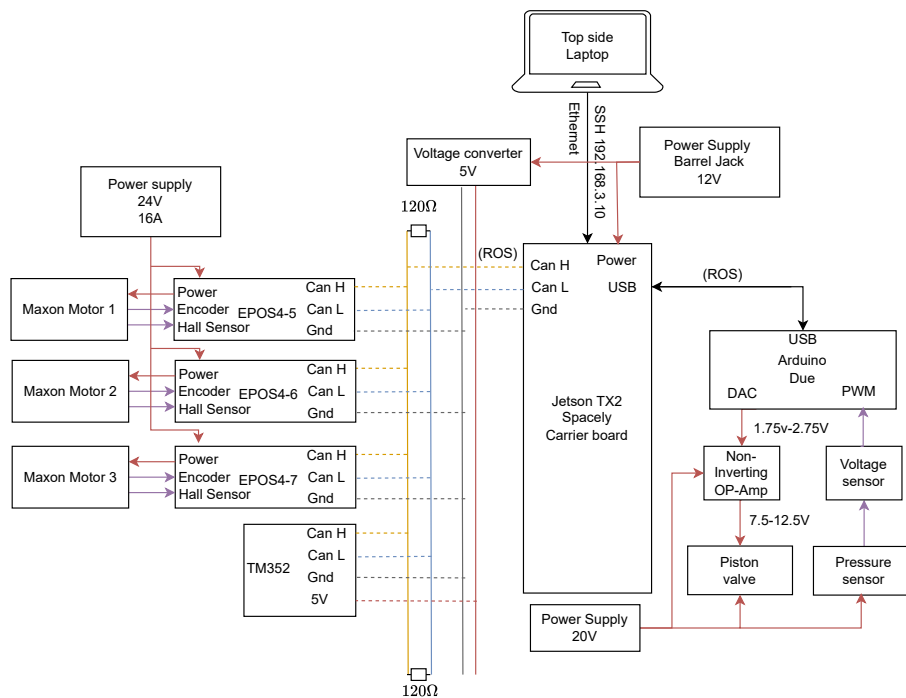 Top side
Laptop
SSH 192.168.3.10
Ethernet
Voltage converter
5V
Power Supply
Barrel Jack
12V
Power supply
24V
16A
120Ω
(ROS)
Can H
Can L
Gnd
Power
USB
(ROS)
Jetson TX2
Spacely
Carrier board
Maxon Motor 1
Power
Encoder
Hall Sensor
EPOS4-5
Can H
Can L
Gnd
Maxon Motor 2
Power
Encoder
Hall Sensor
EPOS4-6
Can H
Can L
Gnd
Maxon Motor 3
Power
Encoder
Hall Sensor
EPOS4-7
Can H
Can L
Gnd
TM352
Can H
Can L
Gnd
5V
120Ω
USB
Arduino
Due
DAC
PWM
1.75v-2.75V
Non-
Inverting
OP-Amp
Voltage
sensor
7.5-12.5V
Piston
valve
Pressure
sensor
Power Supply
20V